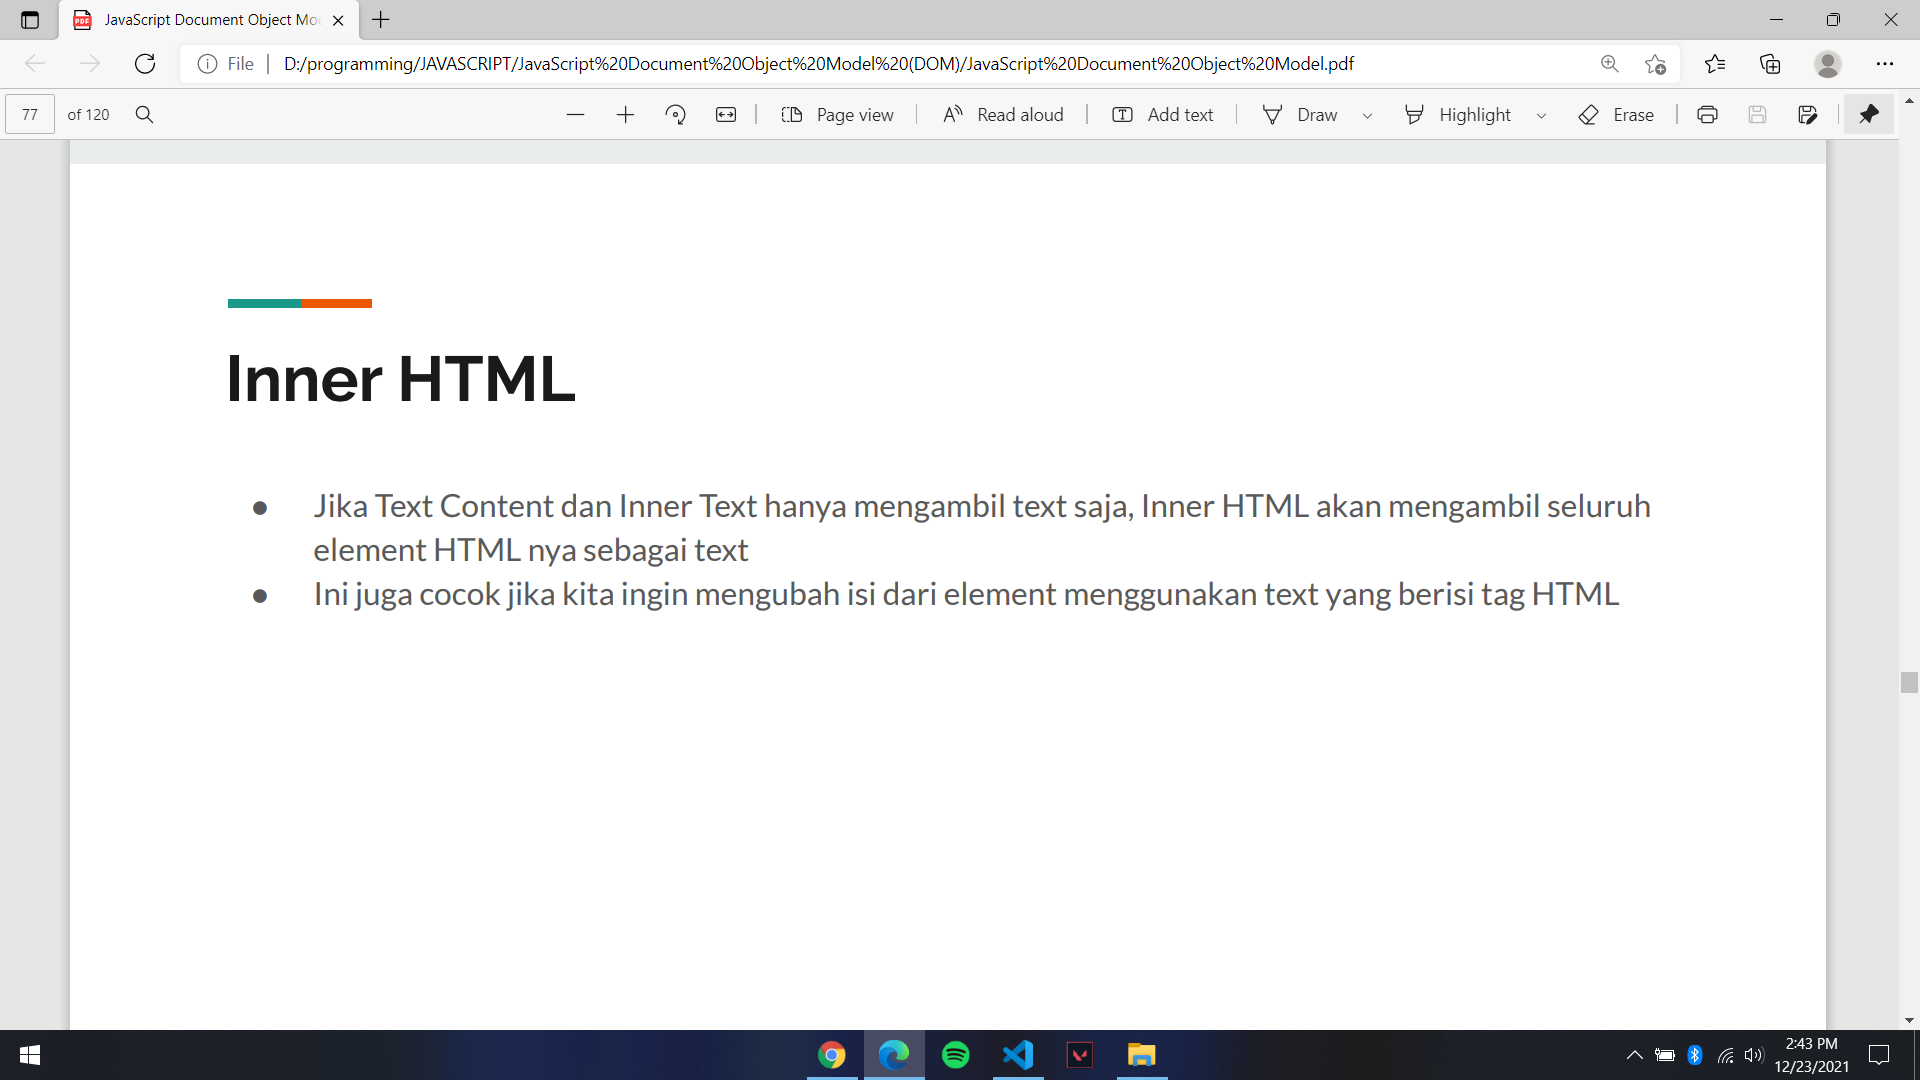 JavaScript Document Object Mo
File
D:/programming/JAVASCRIPT/JavaScript%20Document%20Object%20Model%20(DOM)/JavaScript%20Document%20Object%20Model.pdf
77 of 120
Page view
Read aloud
Add text
Draw
Highlight
Erase
Inner HTML
● Jika Text Content dan Inner Text hanya mengambil text saja, Inner HTML akan mengambil seluruh
element HTML nya sebagai text
● Ini juga cocok jika kita ingin mengubah isi dari element menggunakan text yang berisi tag HTML
2:43 PM
12/23/2021